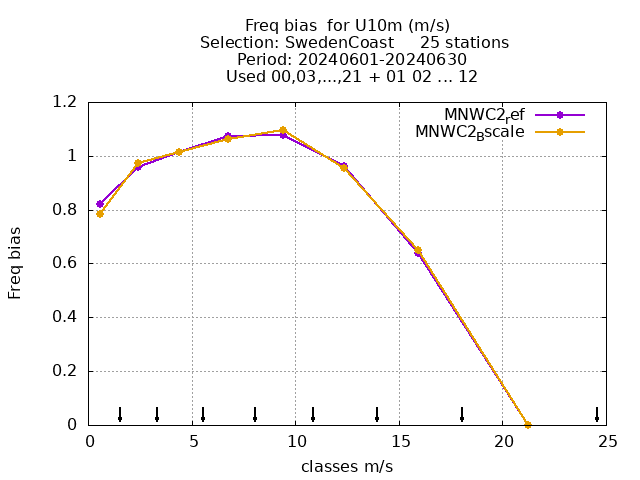 Freq bias  for U10m (m/s)
Selection: SwedenCoast     25 stations
Period: 20240601-20240630
Used 00,03,...,21 + 01 02 ... 12
MNWC2ref
MNWC2Bscale
1.2
1
0.8
0.6
0.4
0.2
0
Freq bias
0 5 10 15 20 25
classes m/s